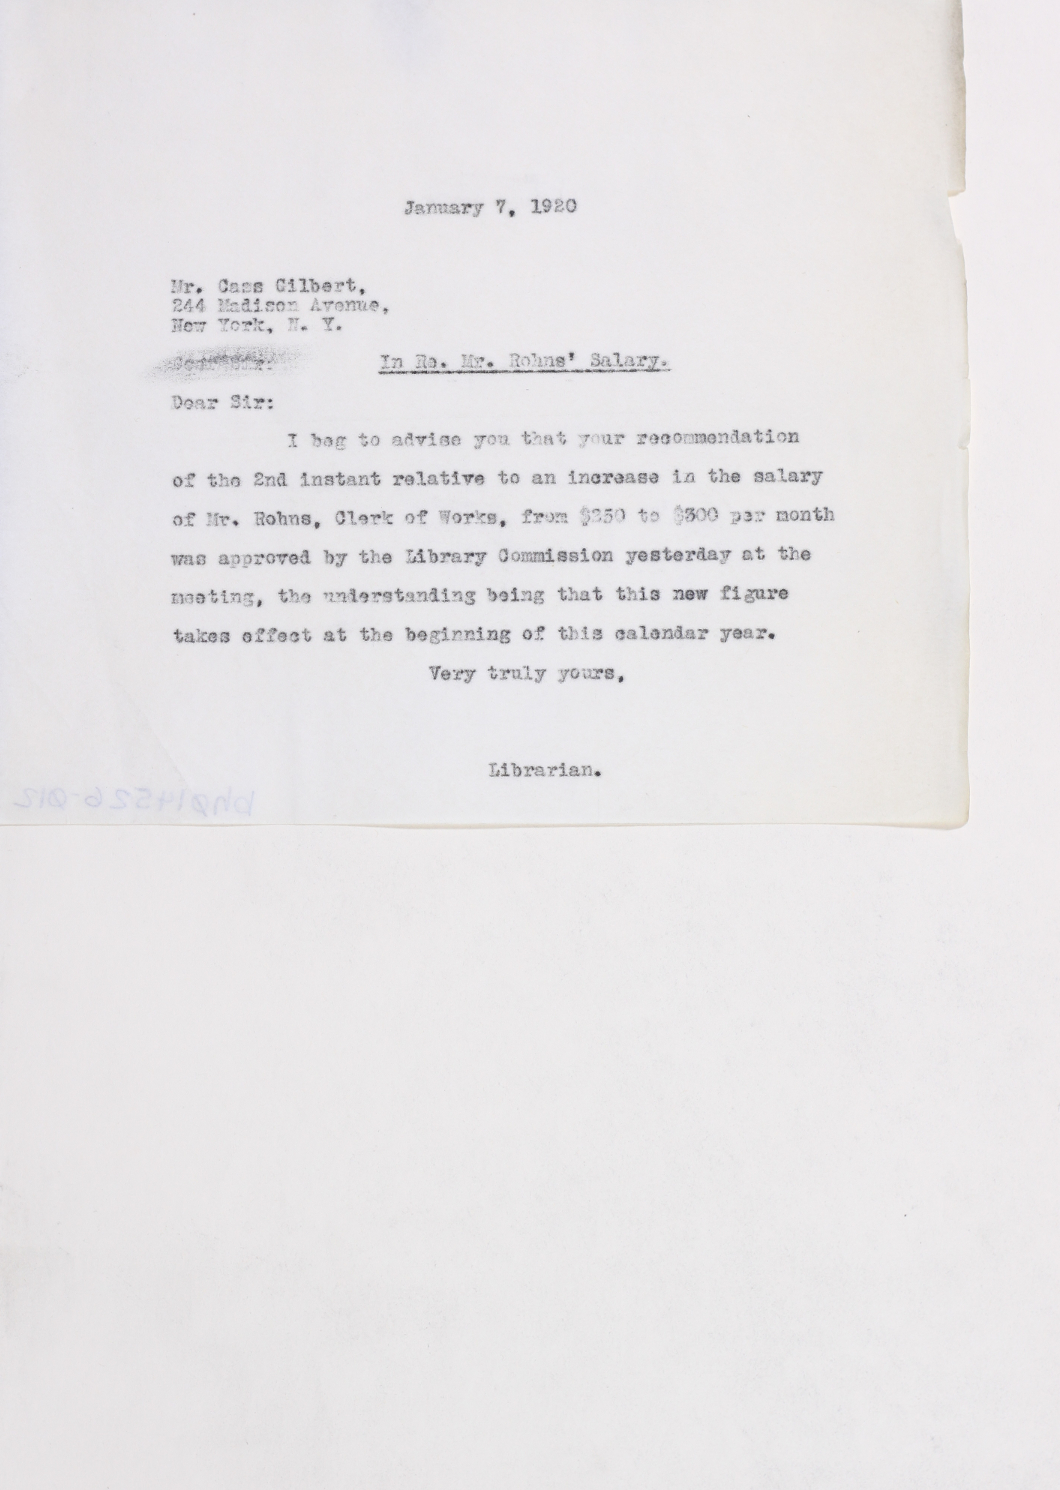 January 7, 1920
Mr. Cass Gilbert,
244 Madison Avenue,
New York, N. Y.
Dear Sir:
In Re. Mr. Rohns' Salary.
Dear Sir:
I beg to advise you that your recommendation
of the 2nd instant relative to an increase in the salary
of Mr. Rohns, Clerk of Works, from $250 to $300 per month
was approved by the Library Commission yesterday at the
meeting, the understanding being that this new figure
takes effect at the beginning of this calendar year.
Very truly yours,
Librarian.
bhp14526-012